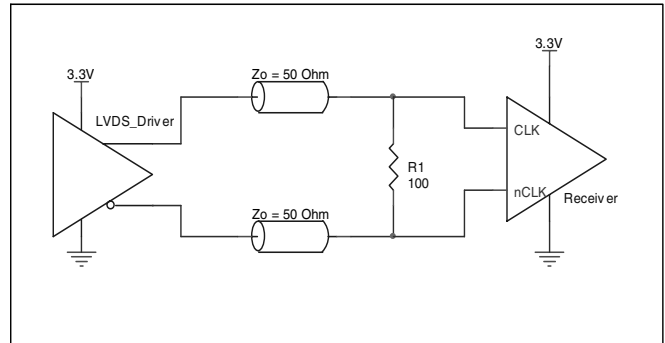 3.3V
Zo = 50 Ohm
3.3V
LVDS_Driver
CLK
R1
100
nCLK
Receiver
Zo = 50 Ohm